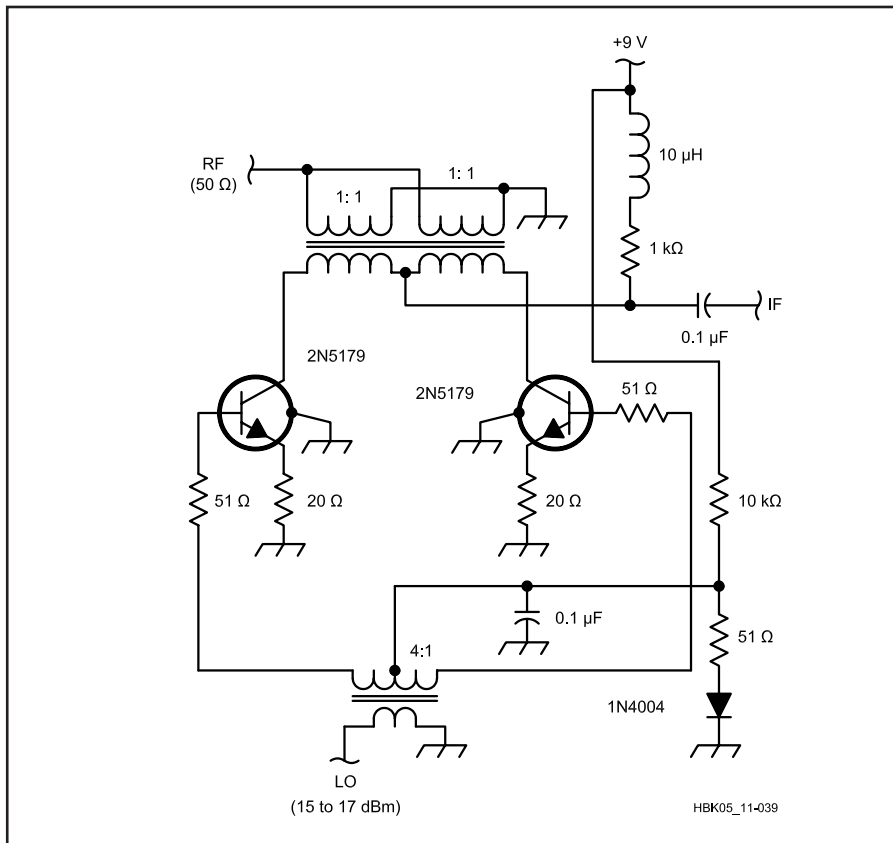 +9 V
10 µH
RF
(50 Ω)
1: 1
1: 1
1 kΩ
IF
0.1 µF
2N5179
2N5179
51 Ω
51 Ω
20 Ω
20 Ω
10 kΩ
0.1 µF
51 Ω
4:1
1N4004
LO
(15 to 17 dBm)
HBK05_11-039